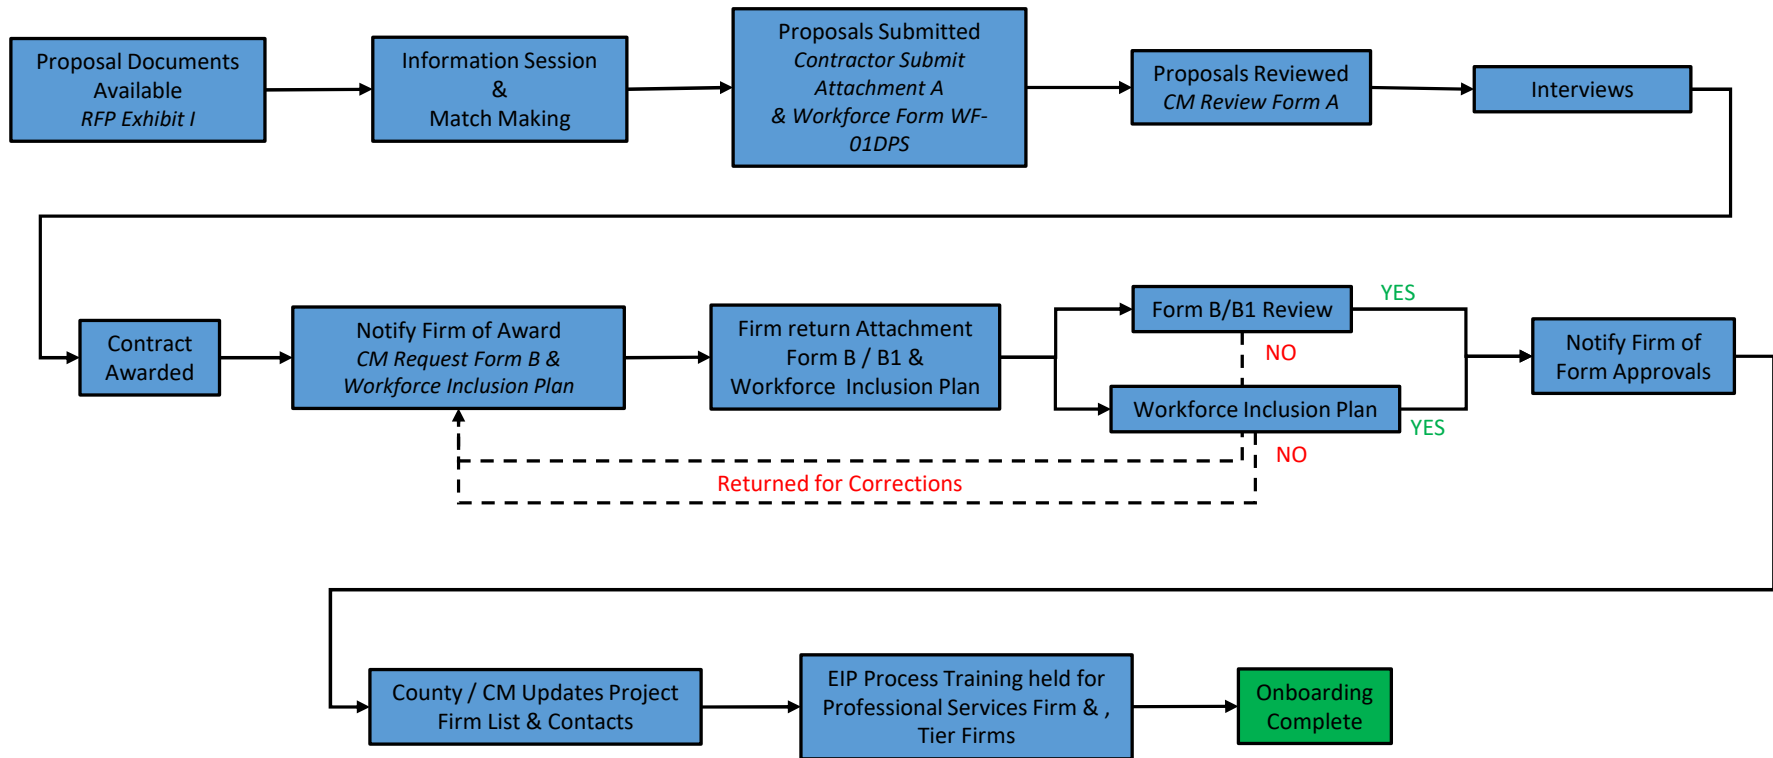 Proposal Documents
Available
RFP Exhibit I
Information Session
&
Match Making
Proposals Submitted
Contractor Submit
Attachment A
& Workforce Form WF-
01DPS
Proposals Reviewed
CM Review Form A
Interviews
Contract
Awarded
Notify Firm of Award
CM Request Form B &
Workforce Inclusion Plan
Firm return Attachment
Form B / B1 &
Workforce  Inclusion Plan
Form B/B1 Review
YES
NO
Workforce Inclusion Plan
YES
NO
Returned for Corrections
Notify Firm of
Form Approvals
County / CM Updates Project
Firm List & Contacts
EIP Process Training held for
Professional Services Firm & ,
Tier Firms
Onboarding
Complete